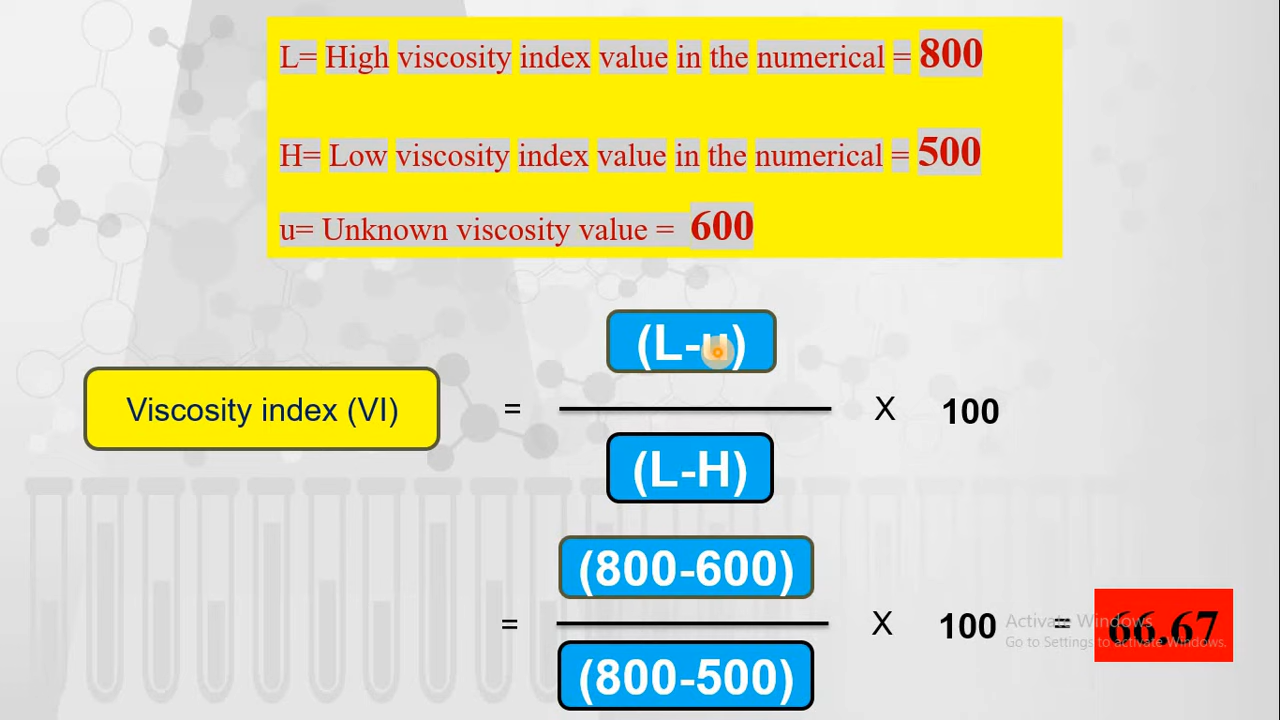 L= High viscosity index value in the numerical = 800
H= Low viscosity index value in the numerical = 500
u= Unknown viscosity value = 600
(L-u)
Viscosity index (VI) = X 100
(L-H)
(800-600)
= X 100 = 66.67
(800-500)
Activate Windows
Go to Settings to activate Windows.